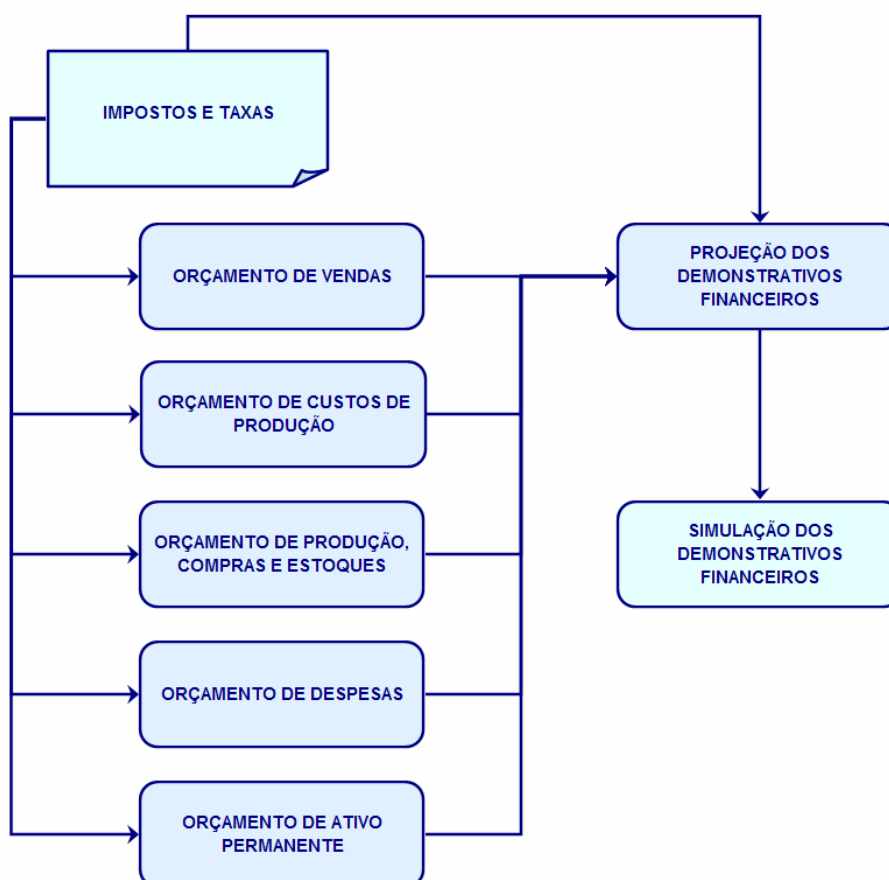 IMPOSTOS E TAXAS
ORÇAMENTO DE VENDAS
PROJEÇÃO DOS
DEMONSTRATIVOS
FINANCEIROS
ORÇAMENTO DE CUSTOS DE
PRODUÇÃO
ORÇAMENTO DE PRODUÇÃO,
COMPRAS E ESTOQUES
SIMULAÇÃO DOS
DEMONSTRATIVOS
FINANCEIROS
ORÇAMENTO DE DESPESAS
ORÇAMENTO DE ATIVO
PERMANENTE